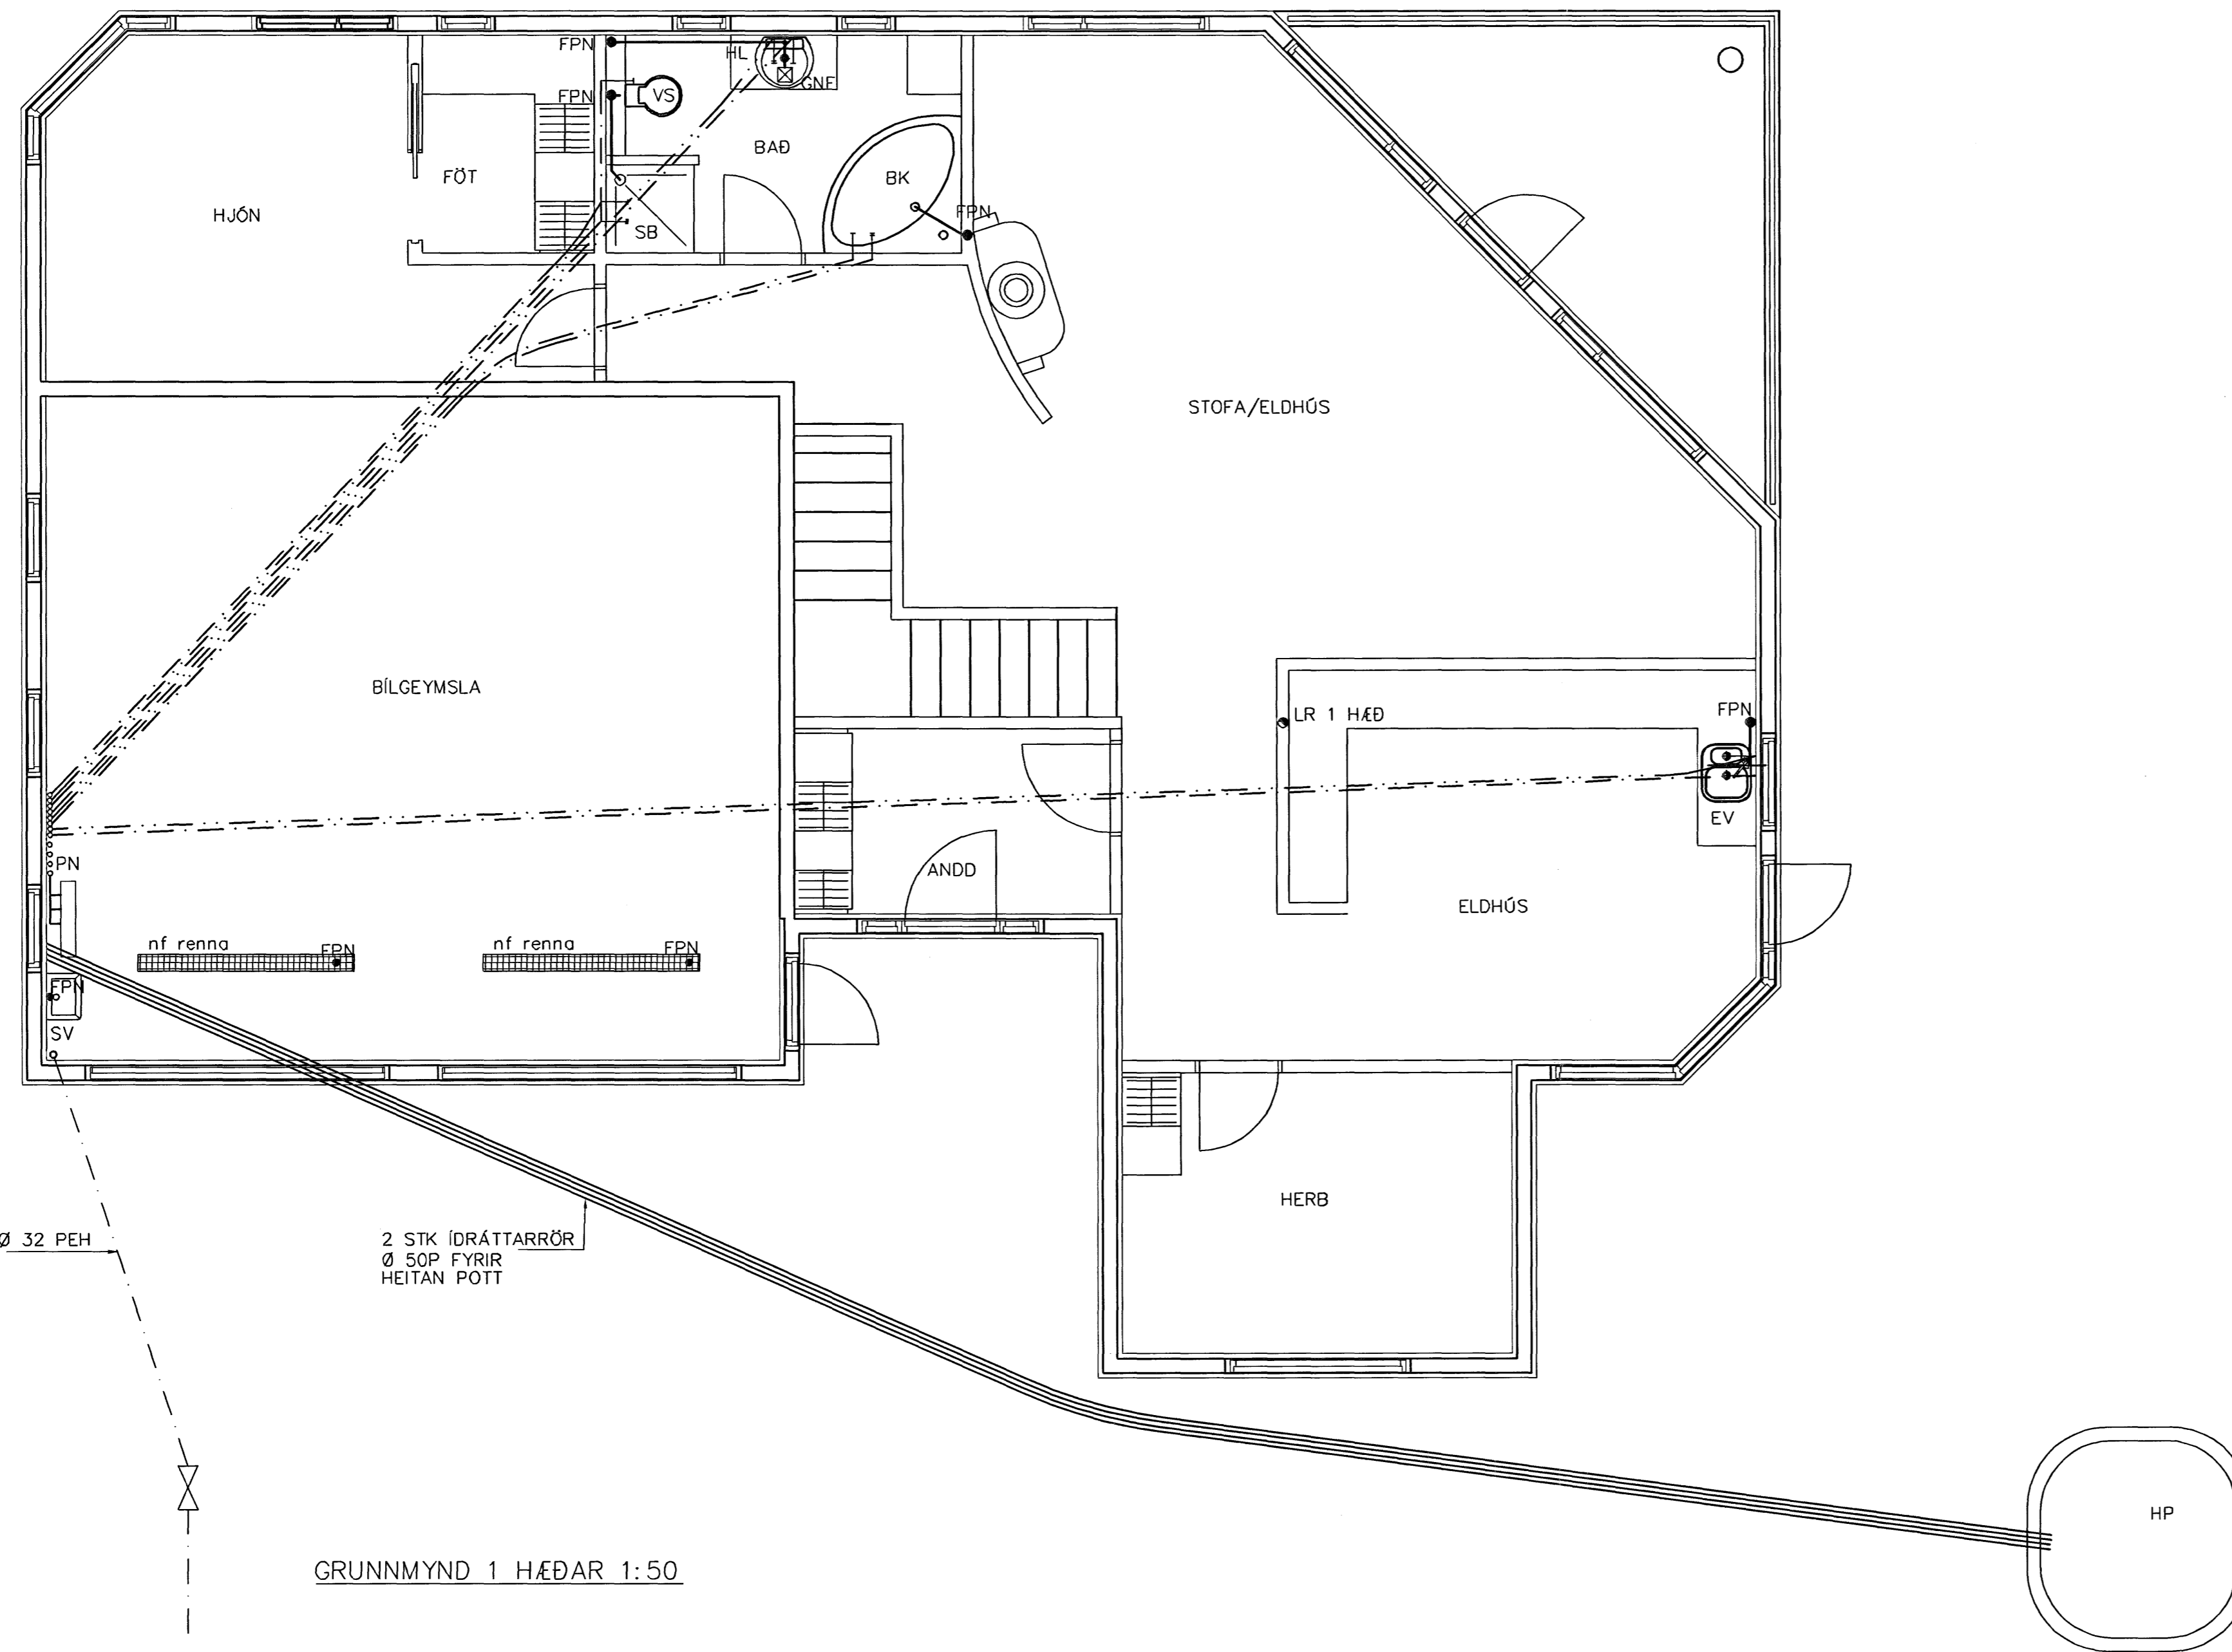 FPN
HL
GNF
FPN
VS
BAÐ
FÖT
BK
HJÓN
FPN
SB
STOFA/ELDHÚS
BÍLGEYMSLA
LR 1 HÆÐ
FPN
EV
PN
ANDD
ELDHÚS
nf renna
FPN
nf renna
FPN
FPN
SV
HERB
Ø 32 PEH
2 STK ÍDRÁTTARRÖR
Ø 50P FYRIR
HEITAN POTT
HP
GRUNNMYND 1 HÆÐAR 1:50